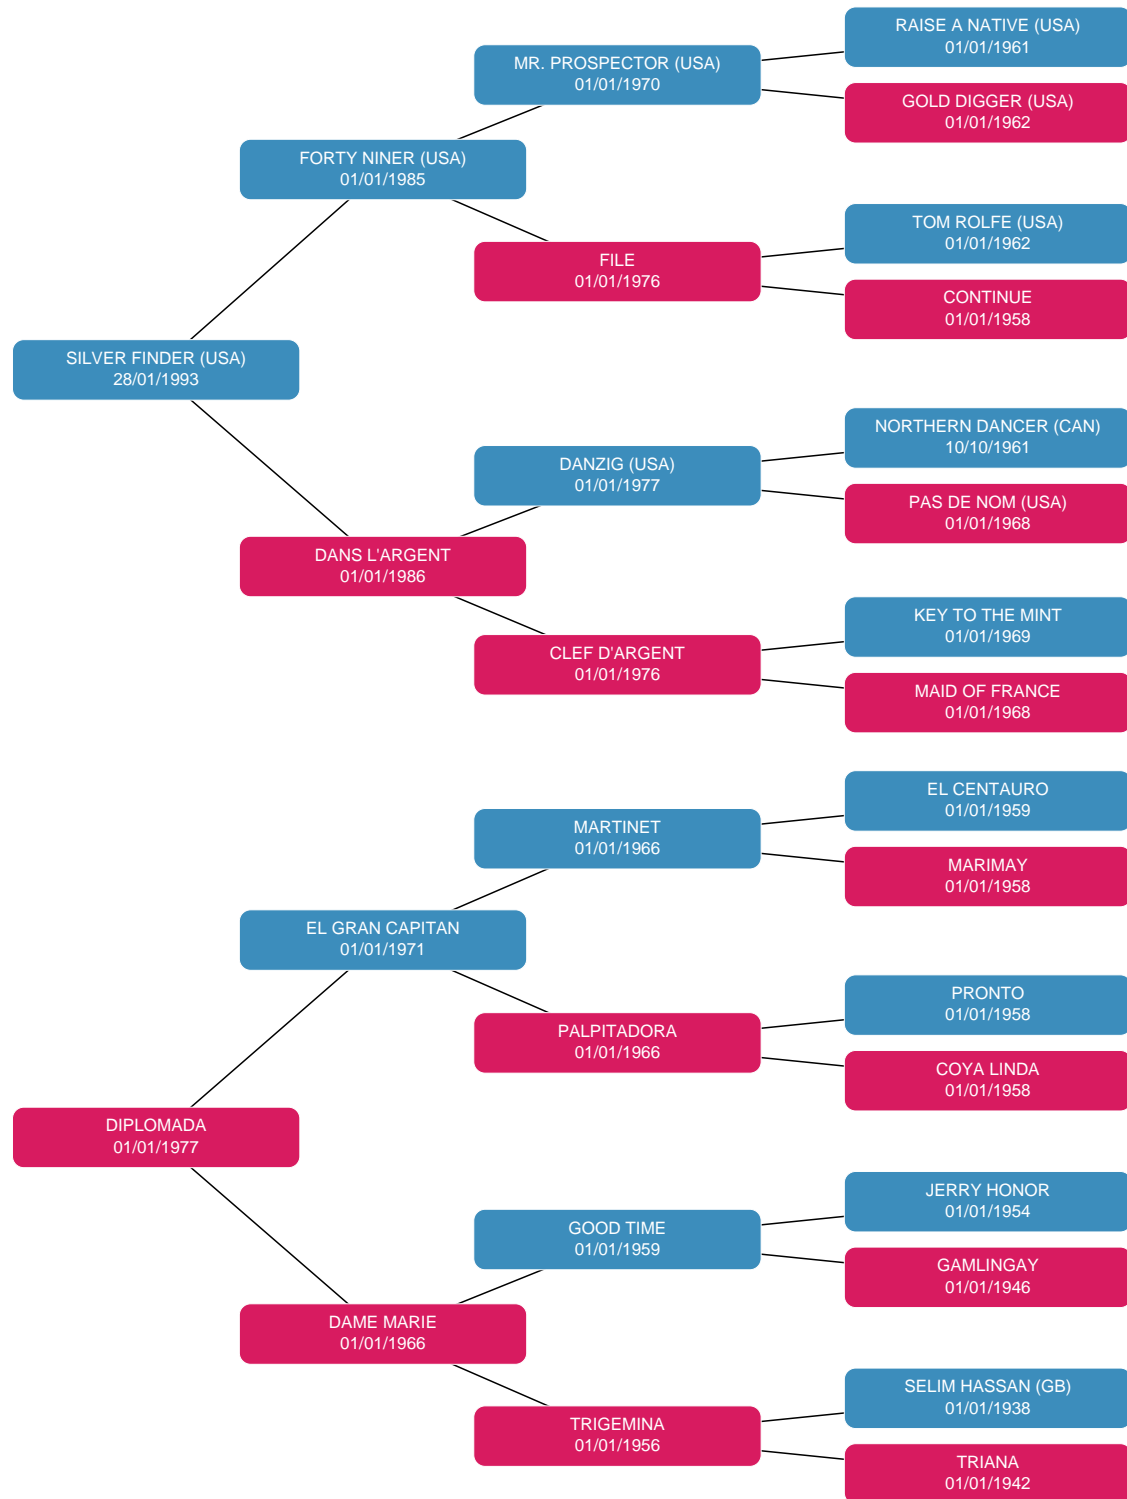 RAISE A NATIVE (USA)
01/01/1961
MR. PROSPECTOR (USA)
01/01/1970
GOLD DIGGER (USA)
01/01/1962
FORTY NINER (USA)
01/01/1985
TOM ROLFE (USA)
01/01/1962
FILE
01/01/1976
CONTINUE
01/01/1958
SILVER FINDER (USA)
28/01/1993
NORTHERN DANCER (CAN)
10/10/1961
DANZIG (USA)
01/01/1977
PAS DE NOM (USA)
01/01/1968
DANS L'ARGENT
01/01/1986
KEY TO THE MINT
01/01/1969
CLEF D'ARGENT
01/01/1976
MAID OF FRANCE
01/01/1968
EL CENTAURO
01/01/1959
MARTINET
01/01/1966
MARIMAY
01/01/1958
EL GRAN CAPITAN
01/01/1971
PRONTO
01/01/1958
PALPITADORA
01/01/1966
COYA LINDA
01/01/1958
DIPLOMADA
01/01/1977
JERRY HONOR
01/01/1954
GOOD TIME
01/01/1959
GAMLINGAY
01/01/1946
DAME MARIE
01/01/1966
SELIM HASSAN (GB)
01/01/1938
TRIGEMINA
01/01/1956
TRIANA
01/01/1942